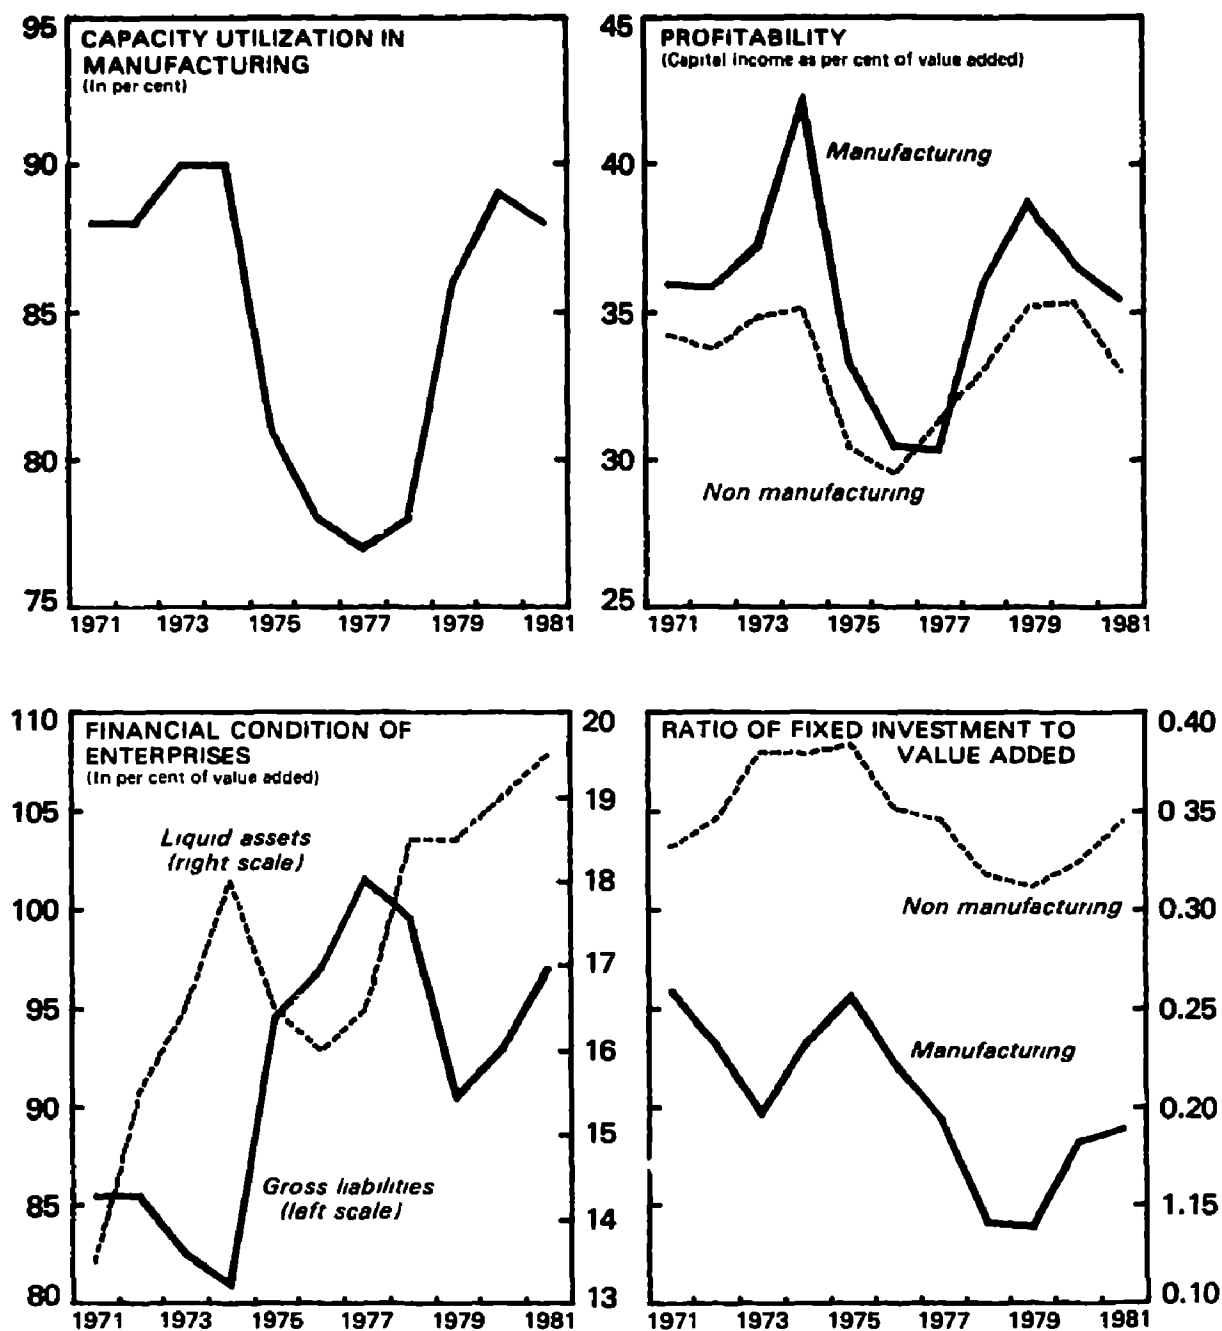 CAPACITY UTILIZATION IN
MANUFACTURING
(In per cent)
95
90
85
80
75
1971 1973 1975 1977 1979 1981
PROFITABILITY
(Capital income as per cent of value added)
45
40
35
30
25
Manufacturing
Non manufacturing
1971 1973 1975 1977 1979 1981
FINANCIAL CONDITION OF
ENTERPRISES
(In per cent of value added)
110
105
100
95
90
85
80
20
19
18
17
16
15
14
13
Liquid assets
(right scale)
Gross liabilities
(left scale)
1971 1973 1975 1977 1979 1981
RATIO OF FIXED INVESTMENT TO
VALUE ADDED
0.40
0.35
0.30
0.25
0.20
1.15
0.10
Non manufacturing
Manufacturing
1971 1973 1975 1977 1979 1981